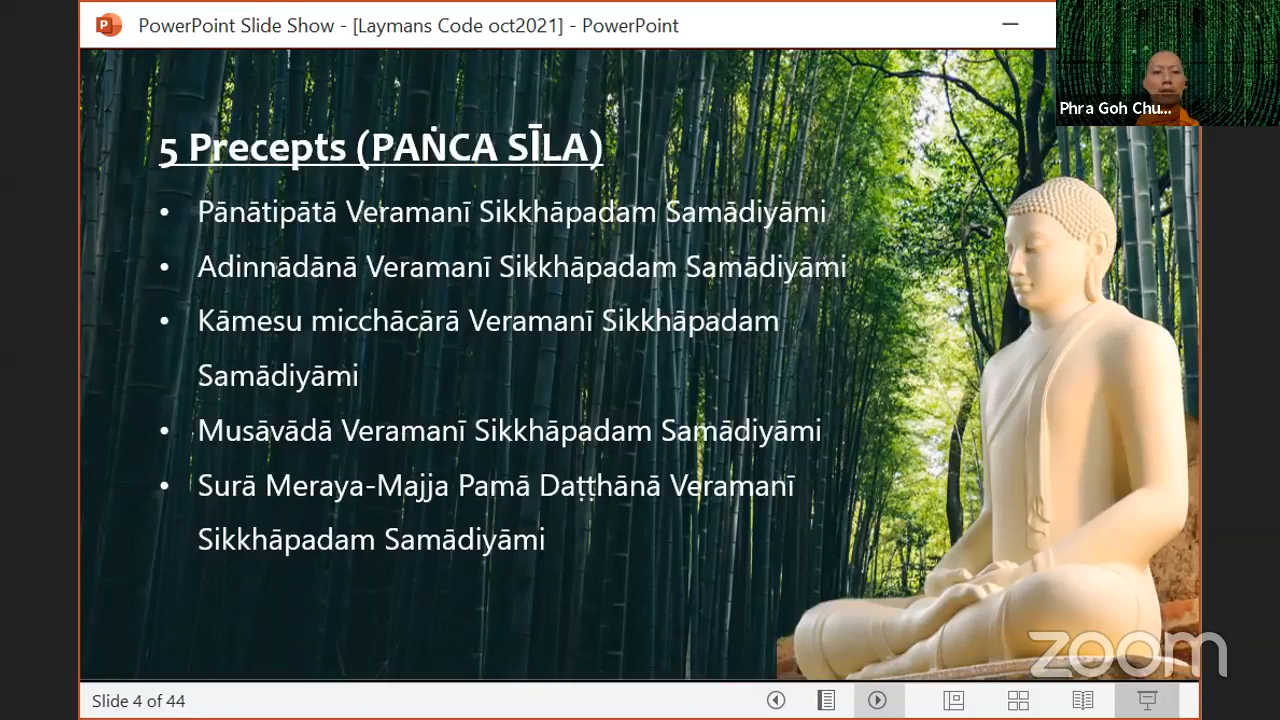 PowerPoint Slide Show - [Laymans Code oct2021] - PowerPoint
Phra Goh Chu...
5 Precepts (PAṄCA SĪLA)
• Pānātipātā Veramanī Sikkhāpadam Samādiyāmi
• Adinnādānā Veramanī Sikkhāpadam Samādiyāmi
• Kāmesu micchācārā Veramanī Sikkhāpadam
Samādiyāmi
• Musāvādā Veramanī Sikkhāpadam Samādiyāmi
• Surā Meraya-Majja Pamā Daṭṭhānā Veramanī
Sikkhāpadam Samādiyāmi
zoom
Slide 4 of 44